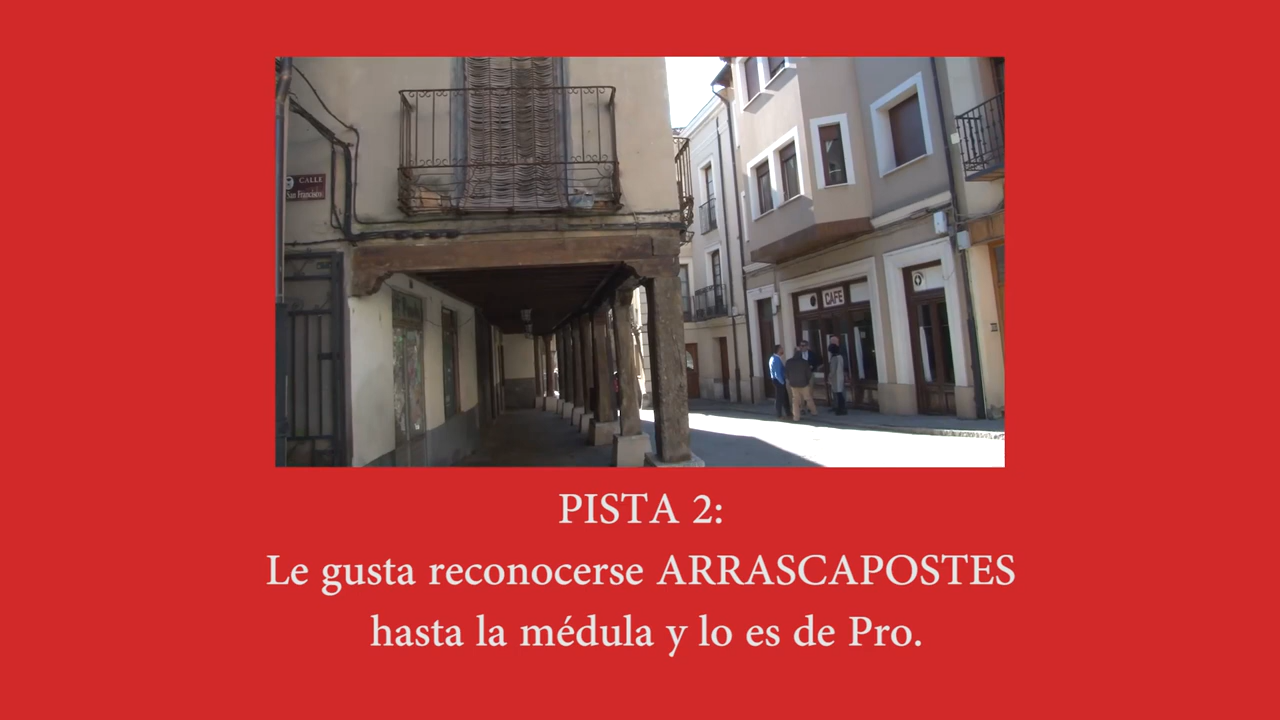 CALLE
San Francisco
CAFE
PISTA 2:
Le gusta reconocerse ARRASCAPOSTES
hasta la médula y lo es de Pro.